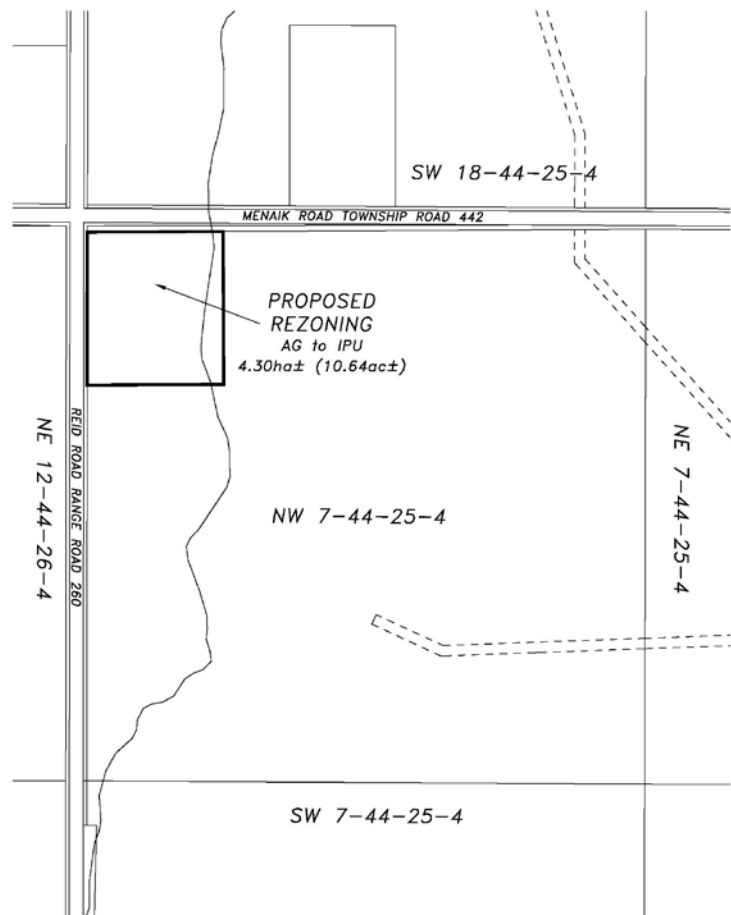 SW 18-44-25-4
MENAIK ROAD TOWNSHIP ROAD 442
PROPOSED
REZONING
AG to IPU
4.30ha± (10.64ac±)
NE 12-44-26-4
REID ROAD RANGE ROAD 260
NW 7-44-25-4
NE 7-44-25-4
SW 7-44-25-4